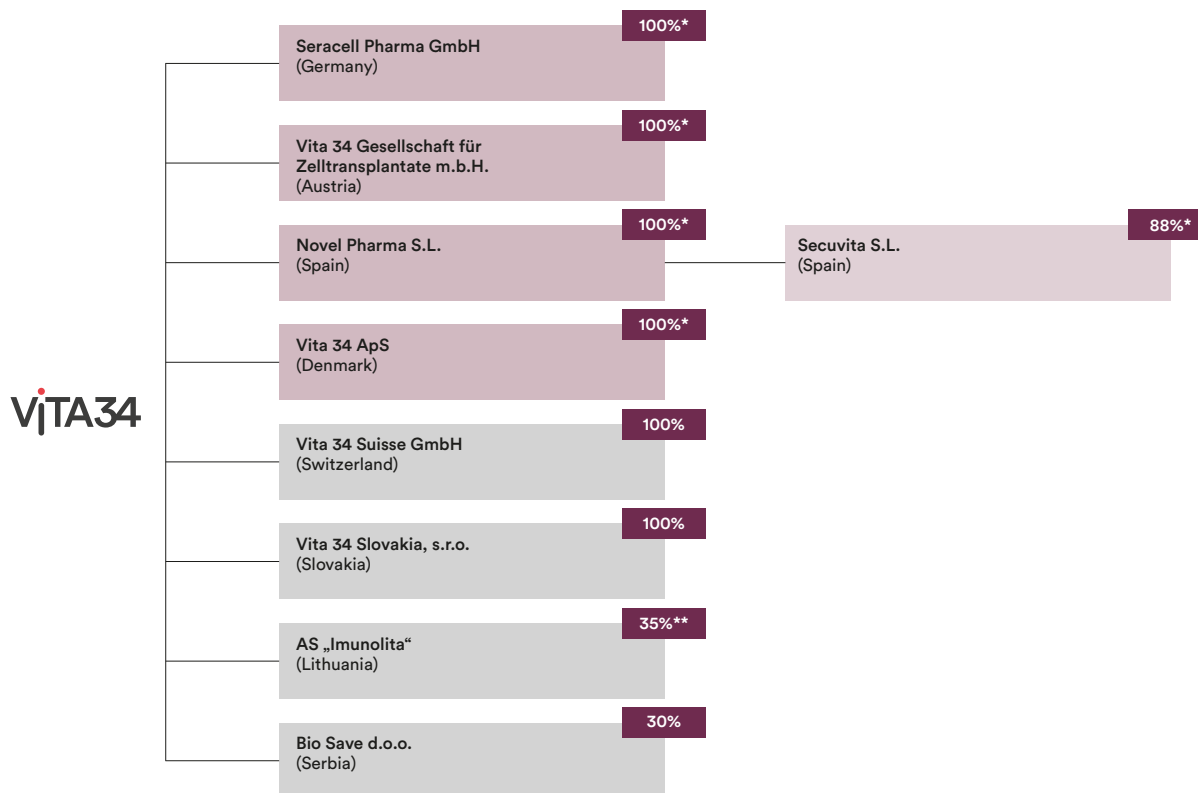 100%*
Seracell Pharma GmbH
(Germany)
100%*
Vita 34 Gesellschaft für
Zelltransplantate m.b.H.
(Austria)
100%*
Novel Pharma S.L.
(Spain)
88%*
Secuvita S.L.
(Spain)
100%*
Vita 34 ApS
(Denmark)
ViTA34
100%
Vita 34 Suisse GmbH
(Switzerland)
100%
Vita 34 Slovakia, s.r.o.
(Slovakia)
35%**
AS „Imunolita“
(Lithuania)
30%
Bio Save d.o.o.
(Serbia)